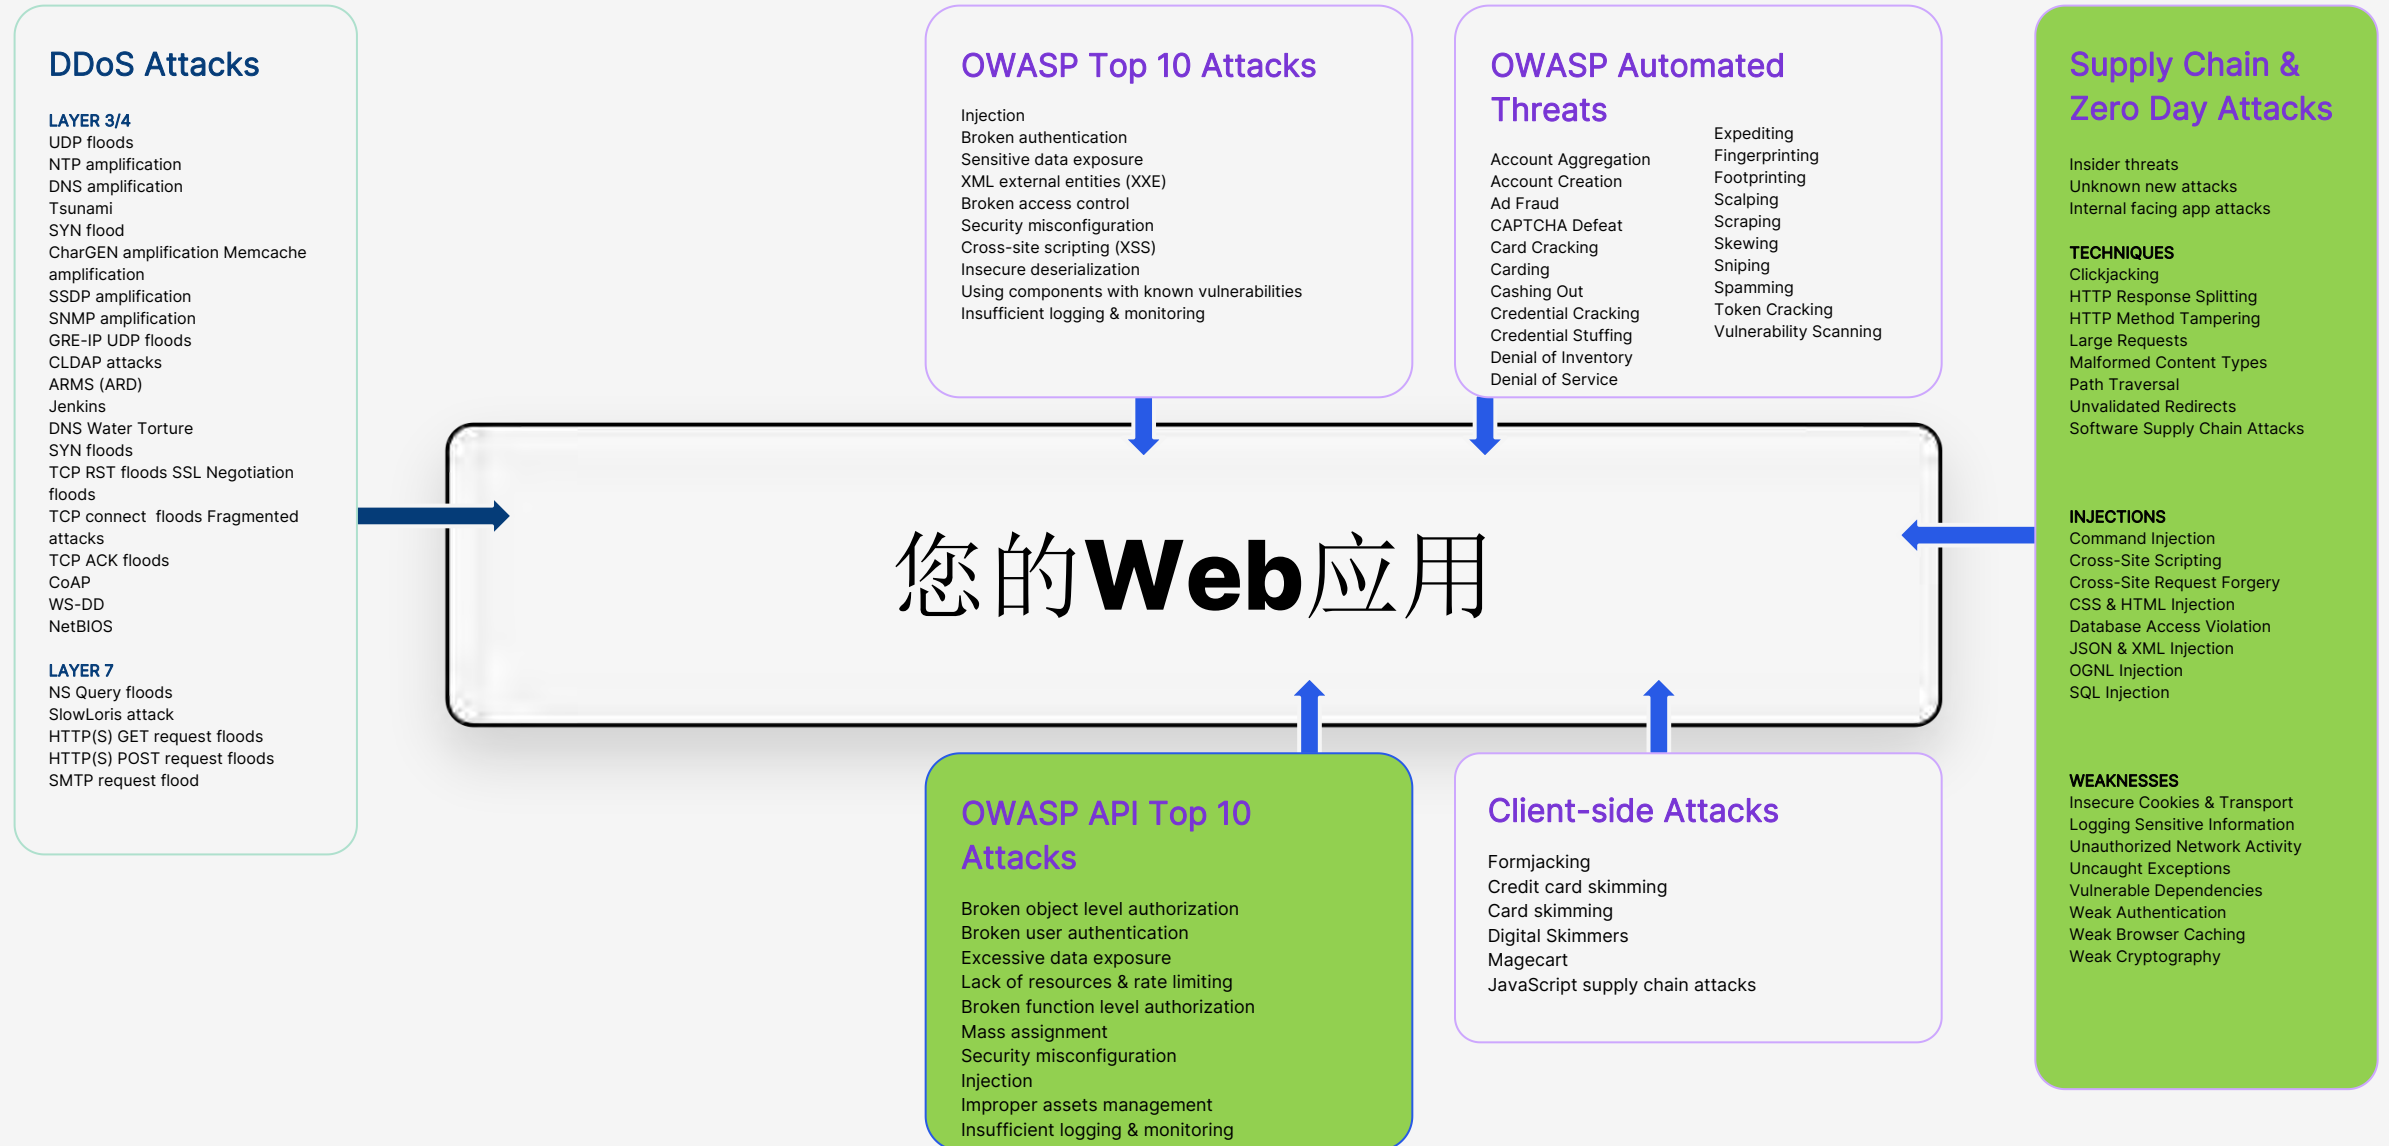 DDoS Attacks
LAYER 3/4
UDP floods
NTP amplification
DNS amplification
Tsunami
SYN flood
CharGEN amplification Memcache
amplification
SSDP amplification
SNMP amplification
GRE-IP UDP floods
CLDAP attacks
ARMS (ARD)
Jenkins
DNS Water Torture
SYN floods
TCP RST floods SSL Negotiation
floods
TCP connect  floods Fragmented
attacks
TCP ACK floods
CoAP
WS-DD
NetBIOS
LAYER 7
NS Query floods
SlowLoris attack
HTTP(S) GET request floods
HTTP(S) POST request floods
SMTP request flood
OWASP Top 10 Attacks
Injection
Broken authentication
Sensitive data exposure
XML external entities (XXE)
Broken access control
Security misconfiguration
Cross-site scripting (XSS)
Insecure deserialization
Using components with known vulnerabilities
Insufficient logging & monitoring
OWASP Automated
Threats
Account Aggregation
Account Creation
Ad Fraud
CAPTCHA Defeat
Card Cracking
Carding
Cashing Out
Credential Cracking
Credential Stuffing
Denial of Inventory
Denial of Service
Expediting
Fingerprinting
Footprinting
Scalping
Scraping
Skewing
Sniping
Spamming
Token Cracking
Vulnerability Scanning
您的Web应用
OWASP API Top 10
Attacks
Broken object level authorization
Broken user authentication
Excessive data exposure
Lack of resources & rate limiting
Broken function level authorization
Mass assignment
Security misconfiguration
Injection
Improper assets management
Insufficient logging & monitoring
Client-side Attacks
Formjacking
Credit card skimming
Card skimming
Digital Skimmers
Magecart
JavaScript supply chain attacks
Supply Chain &
Zero Day Attacks
Insider threats
Unknown new attacks
Internal facing app attacks
TECHNIQUES
Clickjacking
HTTP Response Splitting
HTTP Method Tampering
Large Requests
Malformed Content Types
Path Traversal
Unvalidated Redirects
Software Supply Chain Attacks
INJECTIONS
Command Injection
Cross-Site Scripting
Cross-Site Request Forgery
CSS & HTML Injection
Database Access Violation
JSON & XML Injection
OGNL Injection
SQL Injection
WEAKNESSES
Insecure Cookies & Transport
Logging Sensitive Information
Unauthorized Network Activity
Uncaught Exceptions
Vulnerable Dependencies
Weak Authentication
Weak Browser Caching
Weak Cryptography